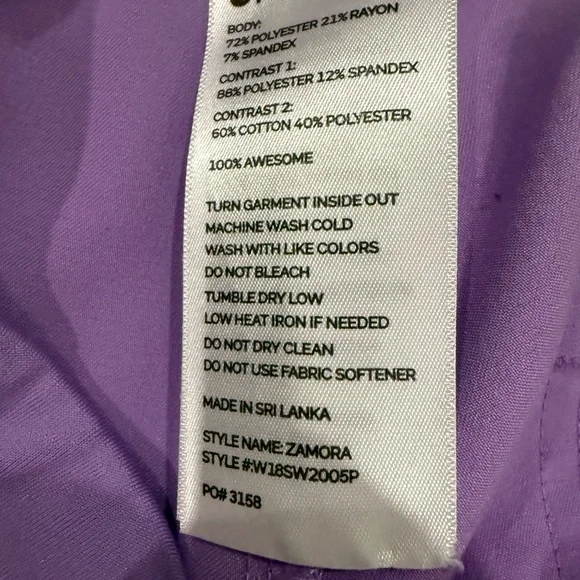 BODY:
72% POLYESTER 21% RAYON
7% SPANDEX
CONTRAST 1:
88% POLYESTER 12% SPANDEX
CONTRAST 2:
60% COTTON 40% POLYESTER
100% AWESOME
TURN GARMENT INSIDE OUT
MACHINE WASH COLD
WASH WITH LIKE COLORS
DO NOT BLEACH
TUMBLE DRY LOW
LOW HEAT IRON IF NEEDED
DO NOT DRY CLEAN
DO NOT USE FABRIC SOFTENER
MADE IN SRI LANKA
STYLE NAME: ZAMORA
STYLE #:W18SW2005P
PO# 3158